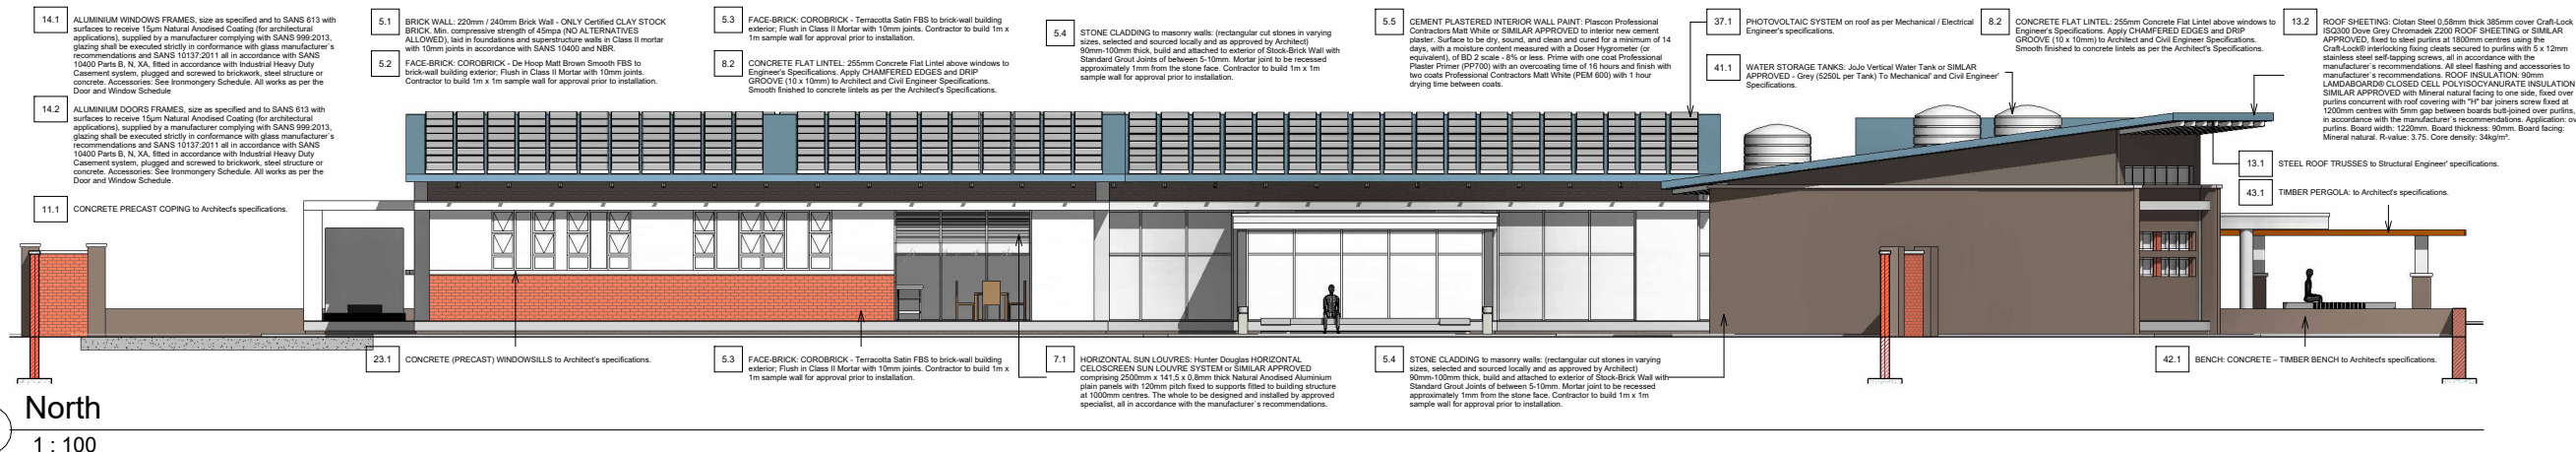 14.1
ALUMINIUM WINDOWS FRAMES, size as specified and to SANS 613 with
surfaces to receive 15µm Natural Anodised Coating (for architectural
applications), supplied by a manufacturer complying with SANS 999:2013,
glazing shall be executed strictly in conformance with glass manufacturer`s
recommendations and SANS 10137:2011 all in accordance with SANS
10400 Parts B, N, XA, fitted in accordance with Industrial Heavy Duty
Casement system, plugged and screwed to brickwork, steel structure or
concrete. Accessories: See Ironmongery Schedule. All works as per the
Door and Window Schedule
14.2
ALUMINIUM DOORS FRAMES, size as specified and to SANS 613 with
surfaces to receive 15µm Natural Anodised Coating (for architectural
applications), supplied by a manufacturer complying with SANS 999:2013,
glazing shall be executed strictly in conformance with glass manufacturer`s
recommendations and SANS 10137:2011 all in accordance with SANS
10400 Parts B, N, XA, fitted in accordance with Industrial Heavy Duty
Casement system, plugged and screwed to brickwork, steel structure or
concrete. Accessories: See Ironmongery Schedule. All works as per the
Door and Window Schedule.
11.1
CONCRETE PRECAST COPING to Architect's specifications.
5.1
BRICK WALL: 220mm / 240mm Brick Wall - ONLY Certified CLAY STOCK
BRICK. Min. compressive strength of 45mpa (NO ALTERNATIVES
ALLOWED), laid in foundations and superstructure walls in Class II mortar
with 10mm joints in accordance with SANS 10400 and NBR.
5.2
FACE-BRICK: COROBRICK - De Hoop Matt Brown Smooth FBS to
brick-wall building exterior; Flush in Class II Mortar with 10mm joints.
Contractor to build 1m x 1m sample wall for approval prior to installation.
5.3
FACE-BRICK: COROBRICK - Terracotta Satin FBS to brick-wall building
exterior; Flush in Class II Mortar with 10mm joints. Contractor to build 1m x
1m sample wall for approval prior to installation.
8.2
CONCRETE FLAT LINTEL: 255mm Concrete Flat Lintel above windows to
Engineer's Specifications. Apply CHAMFERED EDGES and DRIP
GROOVE (10 x 10mm) to Architect and Civil Engineer Specifications.
Smooth finished to concrete lintels as per the Architect's Specifications.
5.4
STONE CLADDING to masonry walls: (rectangular cut stones in varying
sizes, selected and sourced locally and as approved by Architect)
90mm-100mm thick, build and attached to exterior of Stock-Brick Wall with
Standard Grout Joints of between 5-10mm. Mortar joint to be recessed
approximately 1mm from the stone face. Contractor to build 1m x 1m
sample wall for approval prior to installation.
5.5
CEMENT PLASTERED INTERIOR WALL PAINT: Plascon Professional
Contractors Matt White or SIMILAR APPROVED to interior new cement
plaster. Surface to be dry, sound, and clean and cured for a minimum of 14
days, with a moisture content measured with a Doser Hygrometer (or
equivalent), of BD 2 scale - 8% or less. Prime with one coat Professional
Plaster Primer (PP700) with an overcoating time of 16 hours and finish with
two coats Professional Contractors Matt White (PEM 600) with 1 hour
drying time between coats.
37.1
PHOTOVOLTAIC SYSTEM on roof as per Mechanical / Electrical
Engineer's specifications.
41.1
WATER STORAGE TANKS: JoJo Vertical Water Tank or SIMILAR
APPROVED - Grey (5250L per Tank) To Mechanical' and Civil Engineer'
Specifications.
8.2
CONCRETE FLAT LINTEL: 255mm Concrete Flat Lintel above windows to
Engineer's Specifications. Apply CHAMFERED EDGES and DRIP
GROOVE (10 x 10mm) to Architect and Civil Engineer Specifications.
Smooth finished to concrete lintels as per the Architect's Specifications.
13.2
ROOF SHEETING: Clotan Steel 0,58mm thick 385mm cover Craft-Lock
ISQ300 Dove Grey Chromadek Z200 ROOF SHEETING or SIMILAR
APPROVED, fixed to steel purlins at 1800mm centres using the
Craft-Lock® interlocking fixing cleats secured to purlins with 5 x 12mm
stainless steel self-tapping screws, all in accordance with the
manufacturer`s recommendations. All steel flashing and accessories to
manufacturer`s recommendations. ROOF INSULATION: 90mm
LAMDABOARD® CLOSED CELL POLYISOCYANURATE INSULATION
SIMILAR APPROVED with Mineral natural facing to one side, fixed over
purlins concurrent with roof covering with "H" bar joiners screw fixed at
1200mm centres with 5mm gap between boards butt-joined over purlins,
in accordance with the manufacturer`s recommendations. Application: ov
purlins. Board width: 1220mm. Board thickness: 90mm. Board facing:
Mineral natural. R-value: 3.75. Core density: 34kg/m³.
13.1
STEEL ROOF TRUSSES to Structural Engineer' specifications.
43.1
TIMBER PERGOLA: to Architect's specifications.
23.1
CONCRETE (PRECAST) WINDOWSILLS to Architect's specifications.
5.3
FACE-BRICK: COROBRICK - Terracotta Satin FBS to brick-wall building
exterior; Flush in Class II Mortar with 10mm joints. Contractor to build 1m x
1m sample wall for approval prior to installation.
7.1
HORIZONTAL SUN LOUVRES: Hunter Douglas HORIZONTAL
CELOSCREEN SUN LOUVRE SYSTEM or SIMILAR APPROVED
comprising 2500mm x 141,5 x 0,8mm thick Natural Anodised Aluminium
plain panels with 120mm pitch fixed to supports fitted to building structure
at 1000mm centres. The whole to be designed and installed by approved
specialist, all in accordance with the manufacturer`s recommendations.
5.4
STONE CLADDING to masonry walls: (rectangular cut stones in varying
sizes, selected and sourced locally and as approved by Architect)
90mm-100mm thick, build and attached to exterior of Stock-Brick Wall with
Standard Grout Joints of between 5-10mm. Mortar joint to be recessed
approximately 1mm from the stone face. Contractor to build 1m x 1m
sample wall for approval prior to installation.
42.1
BENCH: CONCRETE – TIMBER BENCH to Architect's specifications.
North
1 : 100